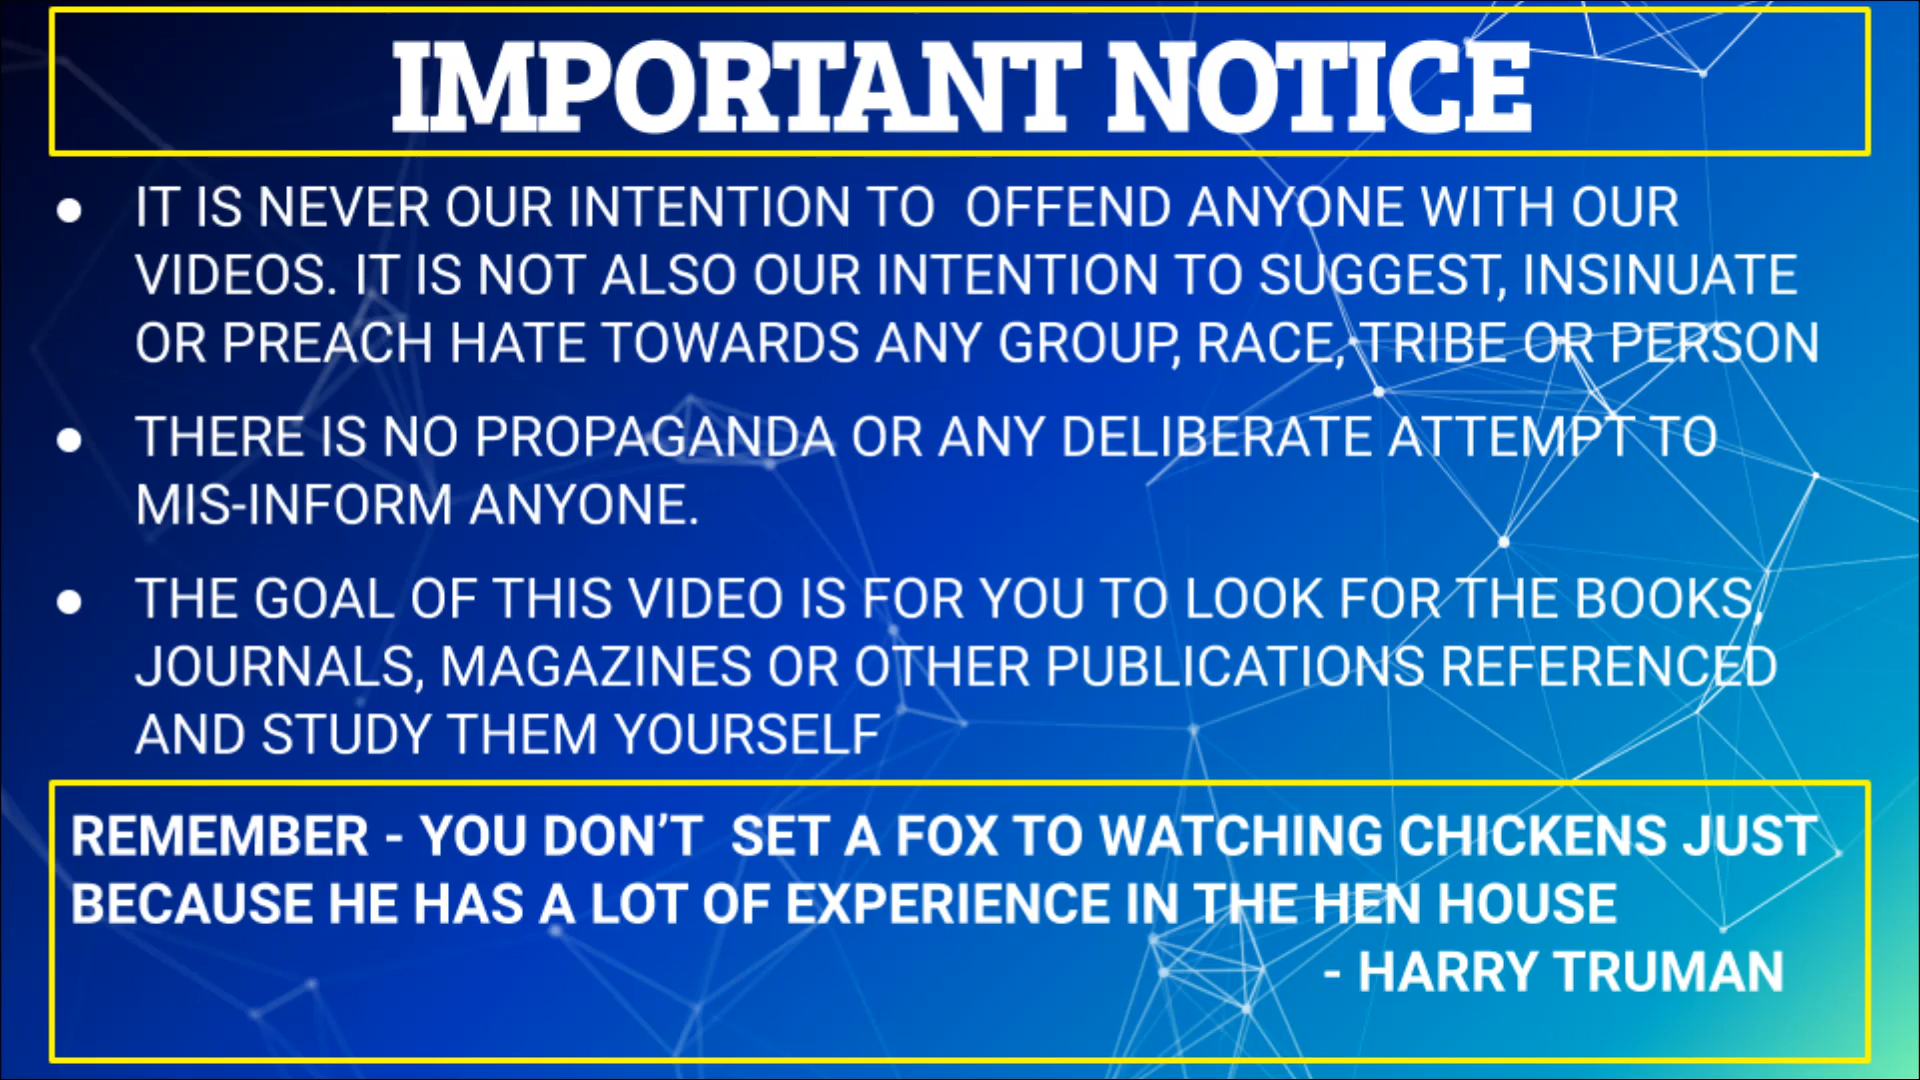 IMPORTANT NOTICE
● IT IS NEVER OUR INTENTION TO  OFFEND ANYONE WITH OUR
VIDEOS. IT IS NOT ALSO OUR INTENTION TO SUGGEST, INSINUATE
OR PREACH HATE TOWARDS ANY GROUP, RACE, TRIBE OR PERSON
● THERE IS NO PROPAGANDA OR ANY DELIBERATE ATTEMPT TO
MIS-INFORM ANYONE.
● THE GOAL OF THIS VIDEO IS FOR YOU TO LOOK FOR THE BOOKS,
JOURNALS, MAGAZINES OR OTHER PUBLICATIONS REFERENCED
AND STUDY THEM YOURSELF
REMEMBER - YOU DON’T  SET A FOX TO WATCHING CHICKENS JUST
BECAUSE HE HAS A LOT OF EXPERIENCE IN THE HEN HOUSE
- HARRY TRUMAN